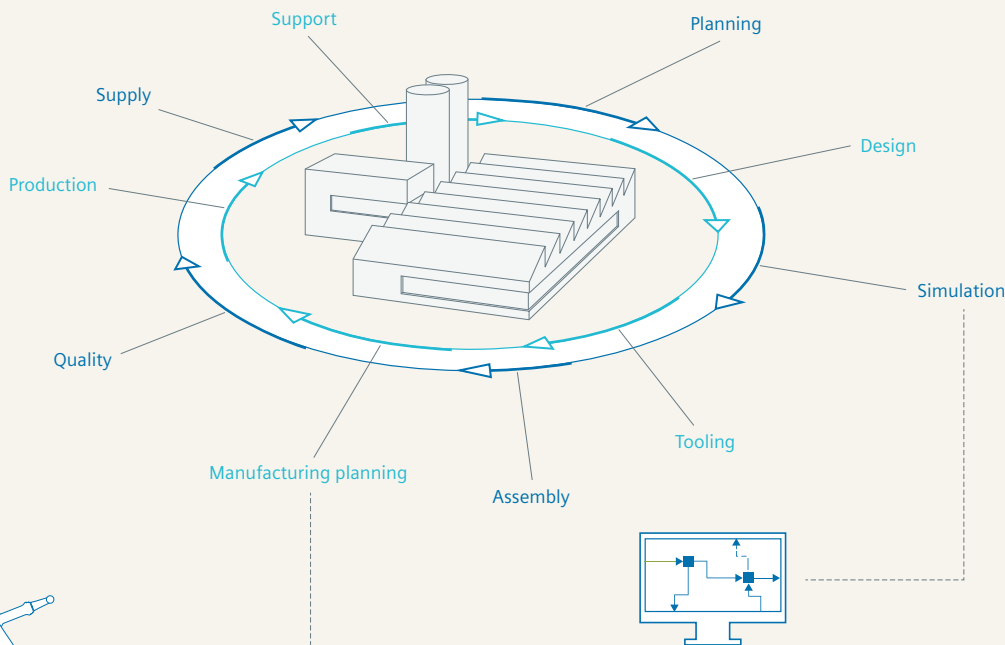 Support
Planning
Supply
Design
Production
Simulation
Quality
Tooling
Manufacturing planning
Assembly